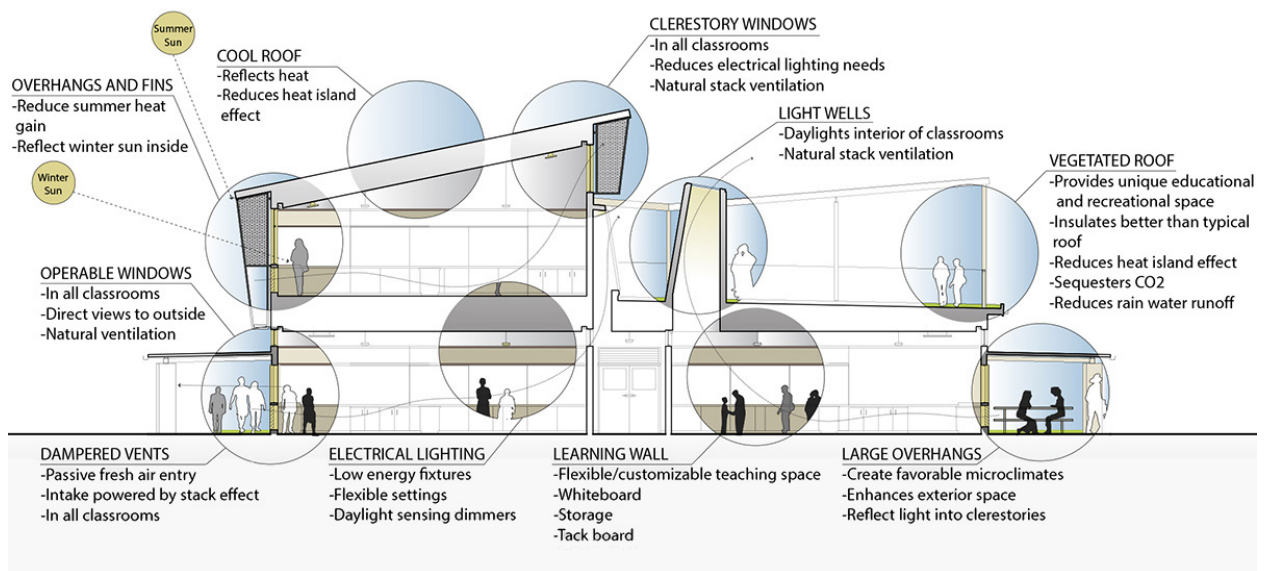 Summer
Sun
COOL ROOF
-Reflects heat
-Reduces heat island
effect
CLERESTORY WINDOWS
-In all classrooms
-Reduces electrical lighting needs
-Natural stack ventilation
OVERHANGS AND FINS
-Reduce summer heat
gain
-Reflect winter sun inside
LIGHT WELLS
-Daylights interior of classrooms
-Natural stack ventilation
Winter
Sun
VEGETATED ROOF
-Provides unique educational
and recreational space
-Insulates better than typical
roof
-Reduces heat island effect
-Sequesters CO2
-Reduces rain water runoff
OPERABLE WINDOWS
-In all classrooms
-Direct views to outside
-Natural ventilation
DAMPERED VENTS
-Passive fresh air entry
-Intake powered by stack effect
-In all classrooms
ELECTRICAL LIGHTING
-Low energy fixtures
-Flexible settings
-Daylight sensing dimmers
LEARNING WALL
-Flexible/customizable teaching space
-Whiteboard
-Storage
-Tack board
LARGE OVERHANGS
-Create favorable microclimates
-Enhances exterior space
-Reflect light into clerestories